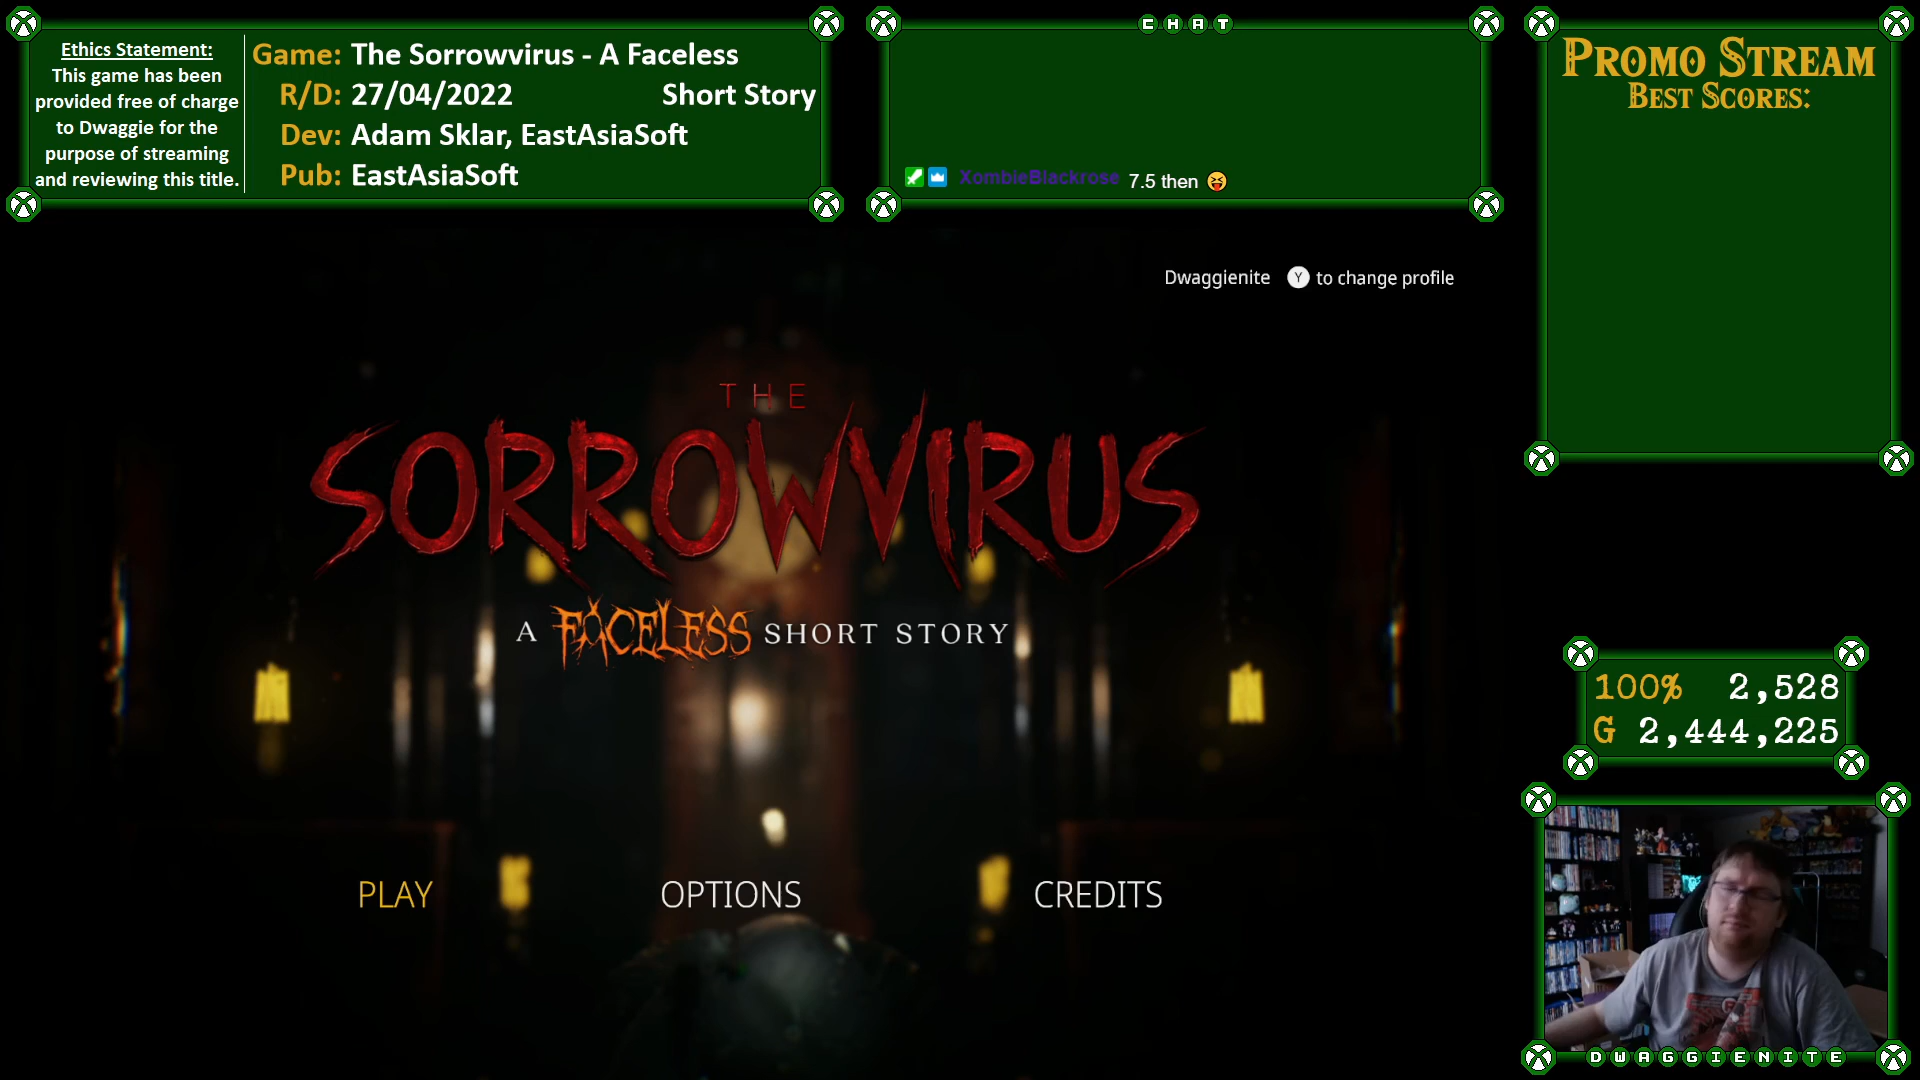 Ethics Statement:
This game has been
provided free of charge
to Dwaggie for the
purpose of streaming
and reviewing this title.
Game: The Sorrowvirus - A Faceless
R/D: 27/04/2022 Short Story
Dev: Adam Sklar, EastAsiaSoft
Pub: EastAsiaSoft
CHAT
XombieBlackrose 7.5 then 😝
PROMO STREAM
BEST SCORES:
Dwaggienite Y to change profile
THE
SORROWVIRUS
A FACELESS SHORT STORY
PLAY OPTIONS CREDITS
100% 2,528
G 2,444,225
DWAGGIENITE